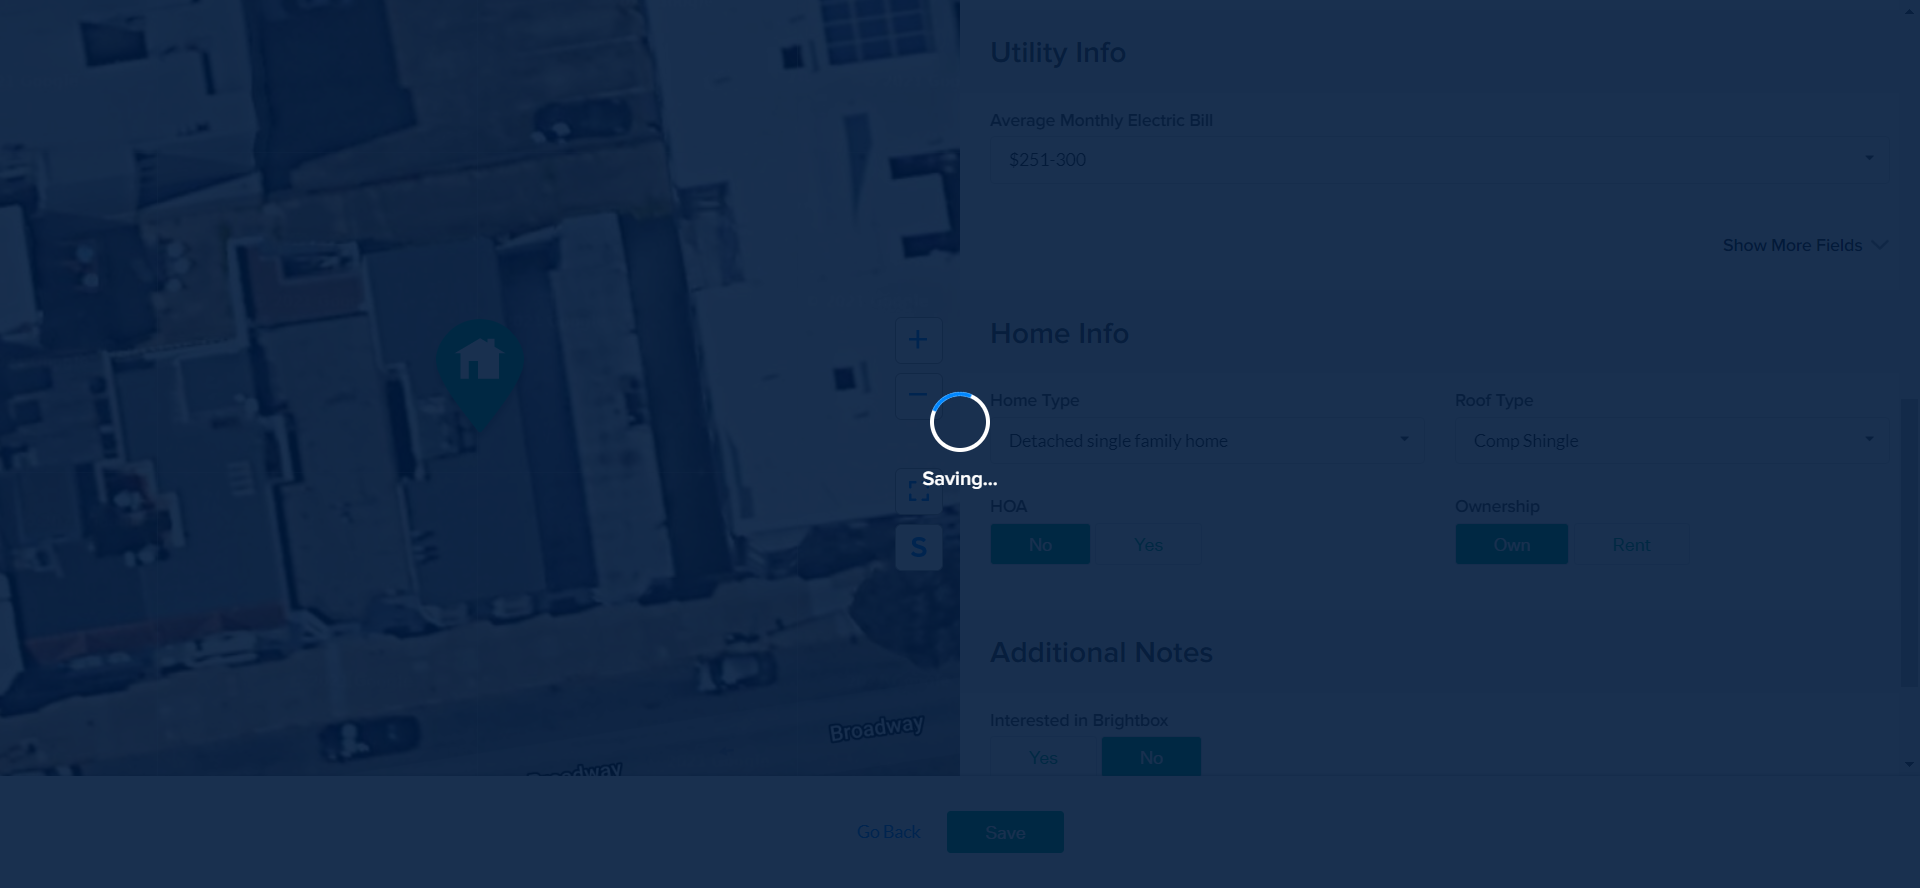 Utility Info
Average Monthly Electric Bill
$251-300
Show More Fields
Home Info
Home Type
Roof Type
Detached single family home
Comp Shingle
Saving...
HOA
Ownership
No
Yes
Own
Rent
S
Additional Notes
Interested in Brightbox
Yes
No
Broadway
Broadway
Go Back
Save